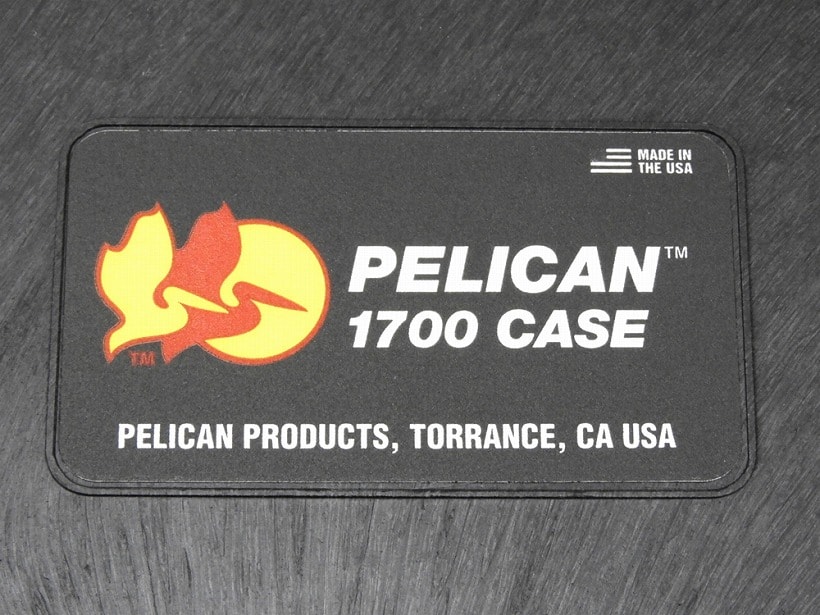 MADE IN
THE USA
PELICAN™
1700 CASE
TM
PELICAN PRODUCTS, TORRANCE, CA USA